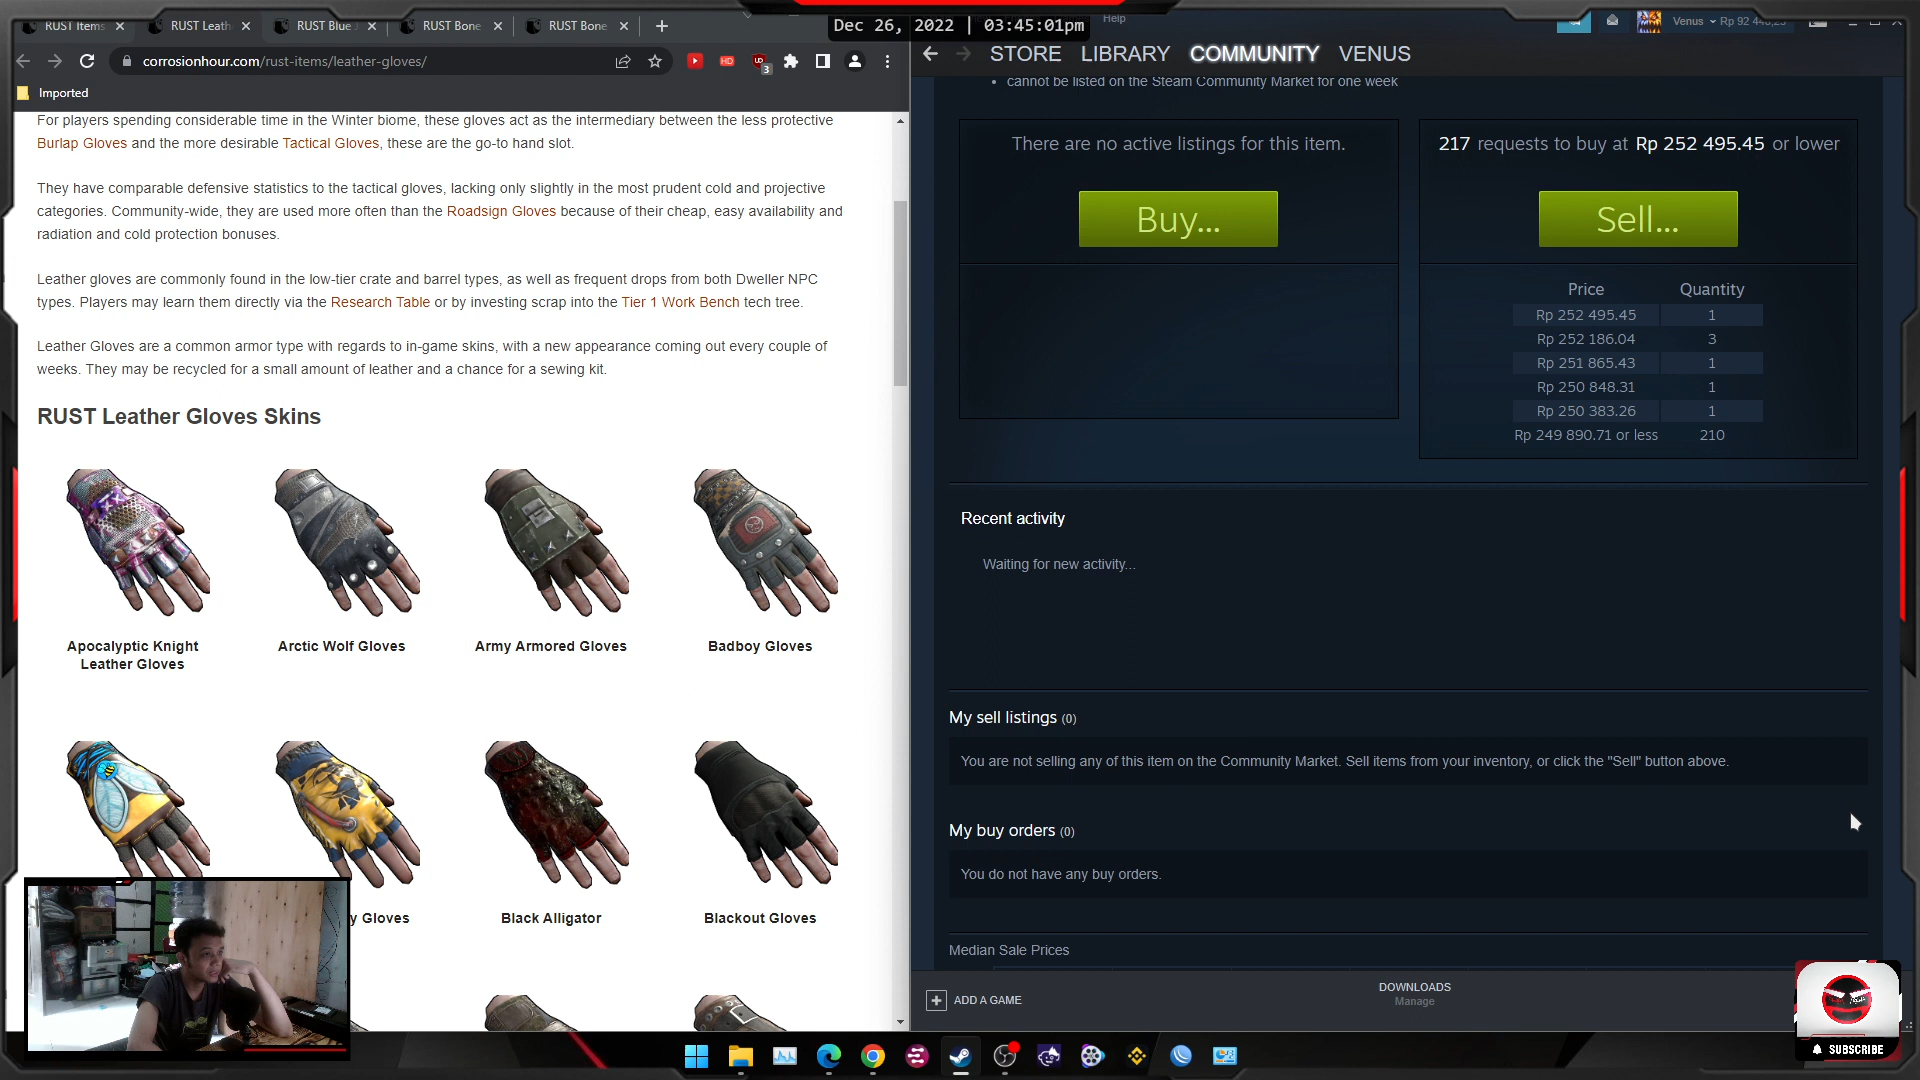 Dec 26, 2022 | 03:45:01pm
RUST Items
RUST Leath
RUST Blue
RUST Bone
RUST Bone
corrosionhour.com/rust-items/leather-gloves/
HD
3
Imported
For players spending considerable time in the Winter biome, these gloves act as the intermediary between the less protective
Burlap Gloves and the more desirable Tactical Gloves, these are the go-to hand slot.
They have comparable defensive statistics to the tactical gloves, lacking only slightly in the most prudent cold and projective
categories. Community-wide, they are used more often than the Roadsign Gloves because of their cheap, easy availability and
radiation and cold protection bonuses.
Leather gloves are commonly found in the low-tier crate and barrel types, as well as frequent drops from both Dweller NPC
types. Players may learn them directly via the Research Table or by investing scrap into the Tier 1 Work Bench tech tree.
Leather Gloves are a common armor type with regards to in-game skins, with a new appearance coming out every couple of
weeks. They may be recycled for a small amount of leather and a chance for a sewing kit.
RUST Leather Gloves Skins
Apocalyptic Knight
Leather Gloves
Arctic Wolf Gloves
Army Armored Gloves
Badboy Gloves
y Gloves
Black Alligator
Blackout Gloves
Help
Venus
STORE LIBRARY COMMUNITY VENUS
cannot be listed on the Steam Community Market for one week
There are no active listings for this item.
Buy...
217 requests to buy at Rp 252 495.45 or lower
Sell...
Price Quantity
Rp 252 495.45 1
Rp 252 186.04 3
Rp 251 865.43 1
Rp 250 848.31 1
Rp 250 383.26 1
Rp 249 890.71 or less 210
Recent activity
Waiting for new activity...
My sell listings (0)
You are not selling any of this item on the Community Market. Sell items from your inventory, or click the "Sell" button above.
My buy orders (0)
You do not have any buy orders.
Median Sale Prices
ADD A GAME
DOWNLOADS
Manage
SUBSCRIBE